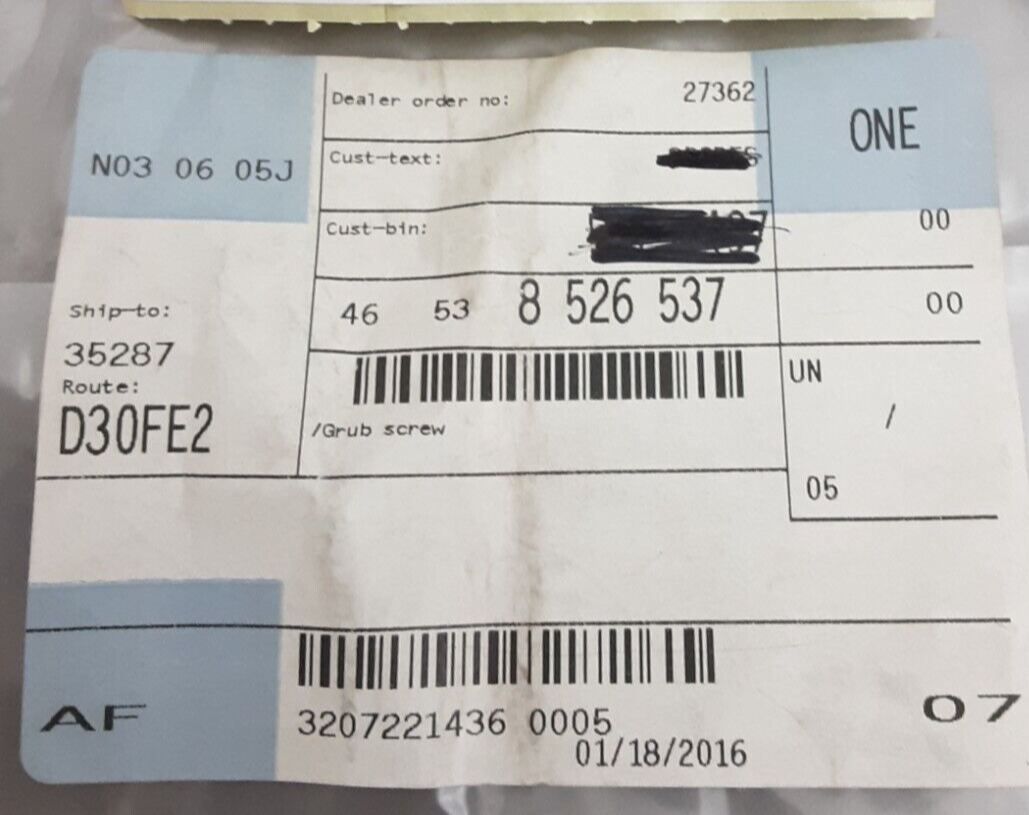 Dealer order no: 27362
ONE
N03 06 05J
Cust-text:
Cust-bin:
00
Ship-to:
46 53 8 526 537
00
35287
Route:
UN
D30FE2
/Grub screw
/
05
AF
3207221436 0005
07
01/18/2016